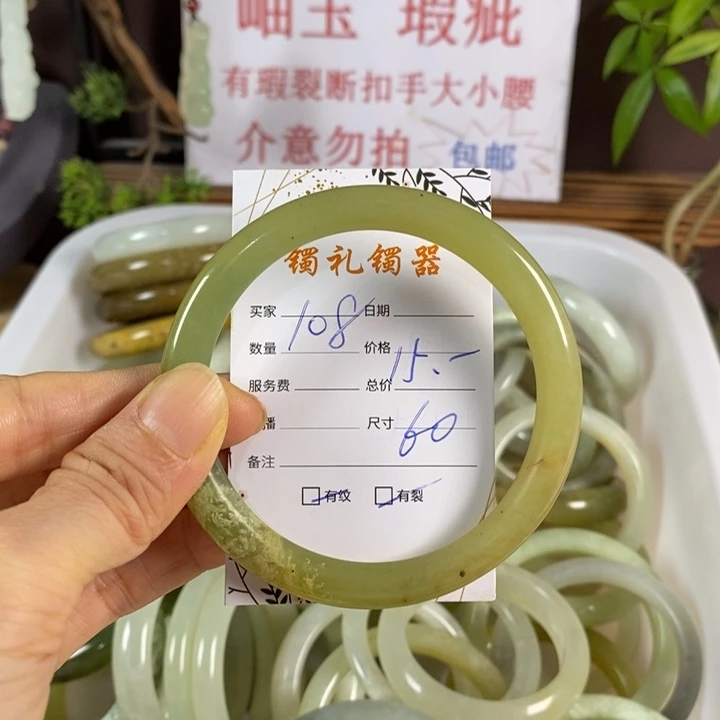 岫玉 瑕疵
有瑕裂断扣手大小腰
介意勿拍 包邮
镯礼镯器
买家 108 日期
数量 价格 15.-
服务费 总价
播 尺寸 60
备注
有纹 有裂